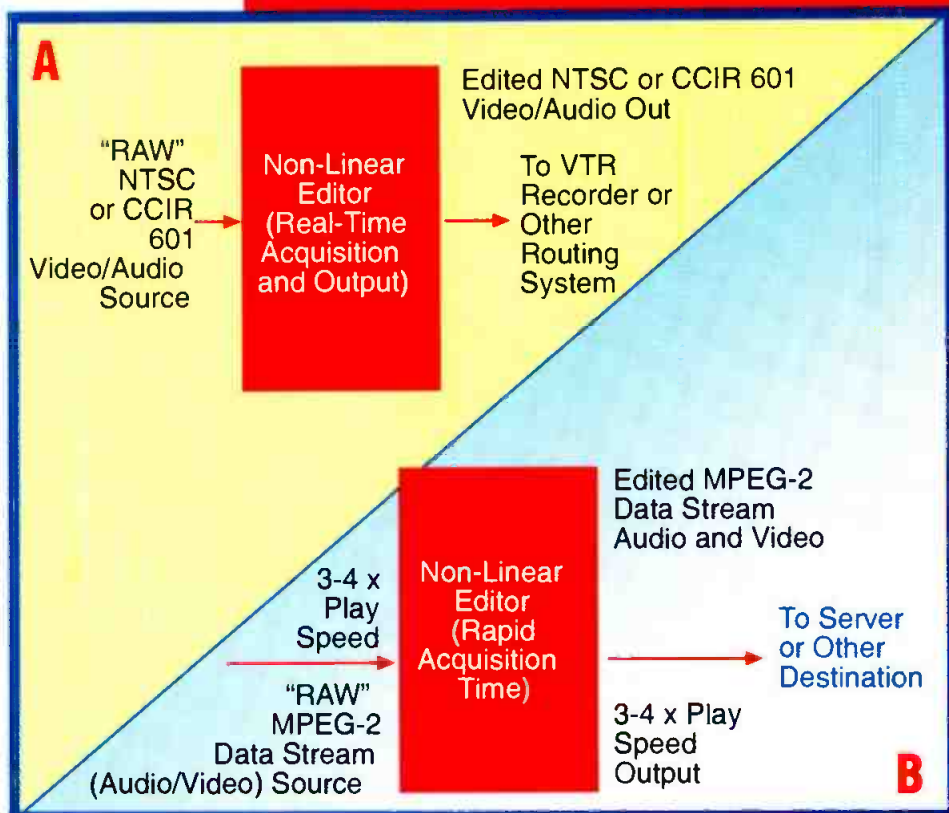 A
"RAW"
NTSC
or CCIR
601
Video/Audio
Source
Non-Linear
Editor
(Real-Time
Acquisition
and Output)
Edited NTSC or CCIR 601
Video/Audio Out
To VTR
Recorder or
Other
Routing
System
3-4 x
Play
Speed
"RAW"
MPEG-2
Data Stream
(Audio/Video) Source
Non-Linear
Editor
(Rapid
Acquisition
Time)
Edited MPEG-2
Data Stream
Audio and Video
To Server
or Other
Destination
3-4 x Play
Speed
Output
B